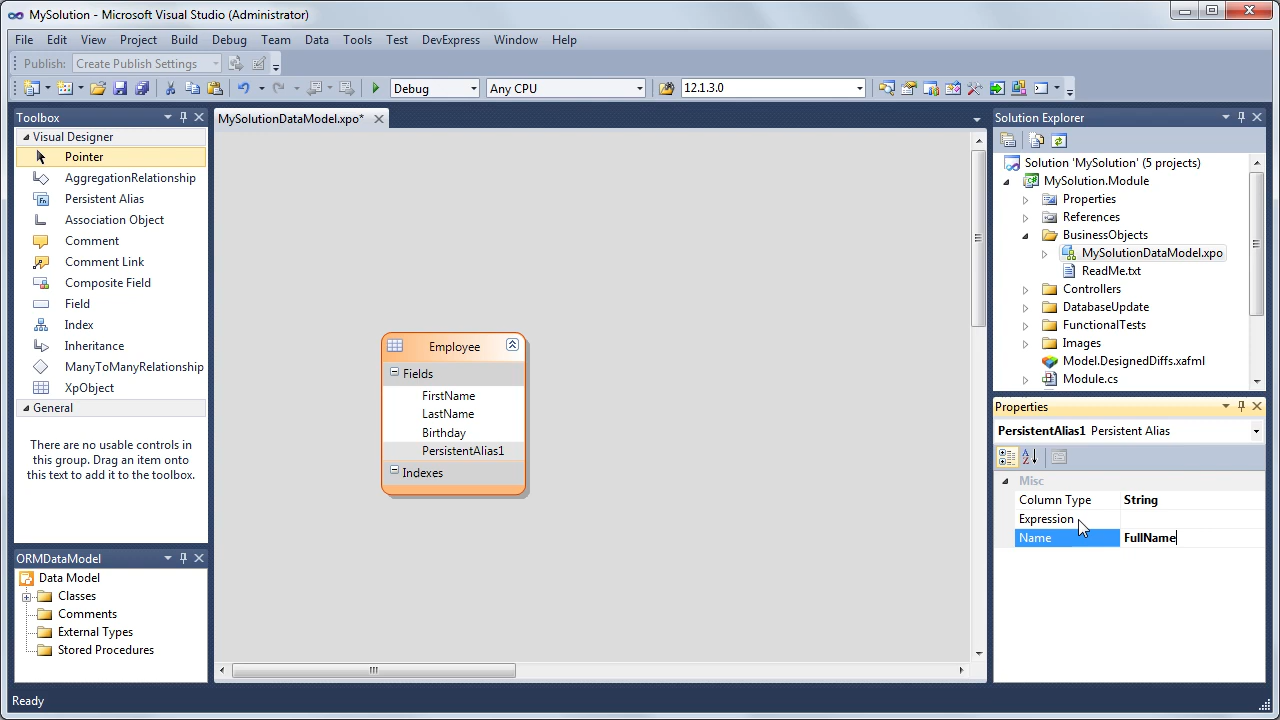 MySolution - Microsoft Visual Studio (Administrator)
File Edit View Project Build Debug Team Data Tools Test DevExpress Window Help
Publish: Create Publish Settings
Debug Any CPU 12.1.3.0
Toolbox
Visual Designer
Pointer
AggregationRelationship
Persistent Alias
Association Object
Comment
Comment Link
Composite Field
Field
Index
Inheritance
ManyToManyRelationship
XpObject
General
There are no usable controls in
this group. Drag an item onto
this text to add it to the toolbox.
ORMDataModel
Data Model
Classes
Comments
External Types
Stored Procedures
MySolutionDataModel.xpo*
Employee
Fields
FirstName
LastName
Birthday
PersistentAlias1
Indexes
Solution Explorer
Solution 'MySolution' (5 projects)
MySolution.Module
Properties
References
BusinessObjects
MySolutionDataModel.xpo
ReadMe.txt
Controllers
DatabaseUpdate
FunctionalTests
Images
Model.DesignedDiffs.xafml
Module.cs
Properties
PersistentAlias1 Persistent Alias
Misc
Column Type String
Expression
Name FullName
Ready